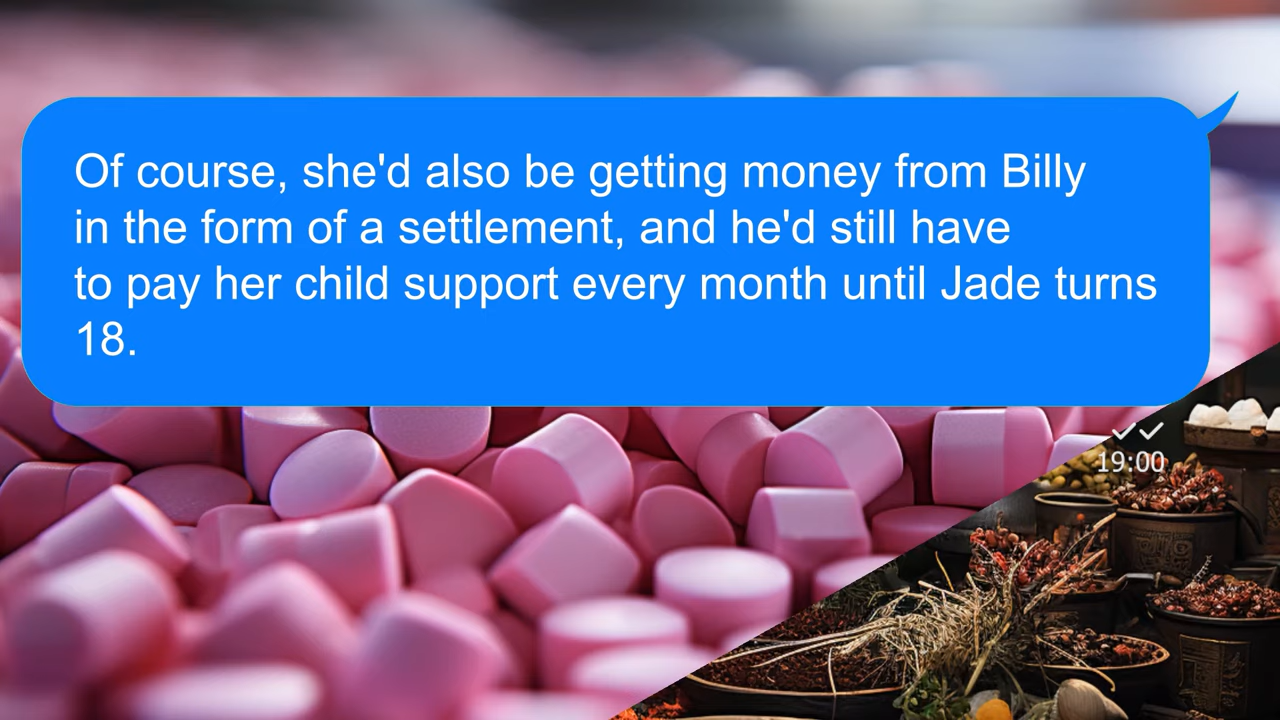 Of course, she'd also be getting money from Billy
in the form of a settlement, and he'd still have
to pay her child support every month until Jade turns
18.
19:00